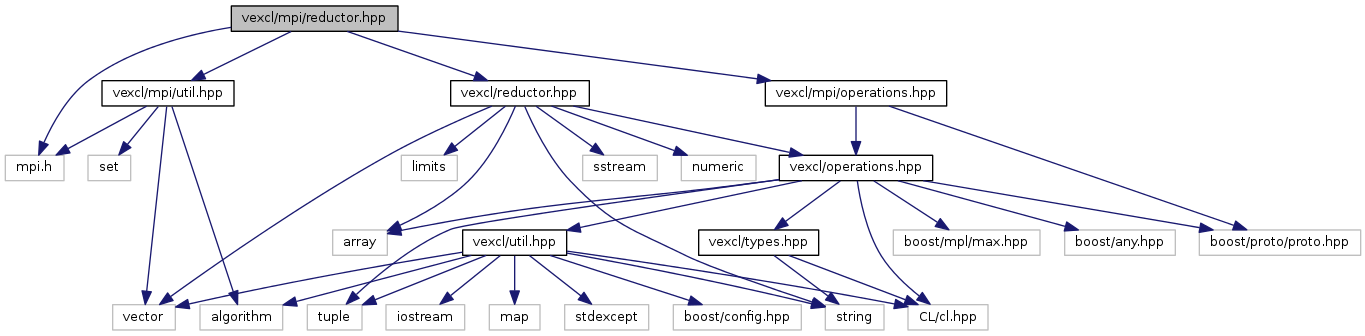 vexcl/mpi/reductor.hpp
vexcl/mpi/util.hpp
vexcl/reductor.hpp
vexcl/mpi/operations.hpp
mpi.h
set
limits
sstream
numeric
vexcl/operations.hpp
array
vexcl/util.hpp
vexcl/types.hpp
boost/mpl/max.hpp
boost/any.hpp
boost/proto/proto.hpp
vector
algorithm
tuple
iostream
map
stdexcept
boost/config.hpp
string
CL/cl.hpp